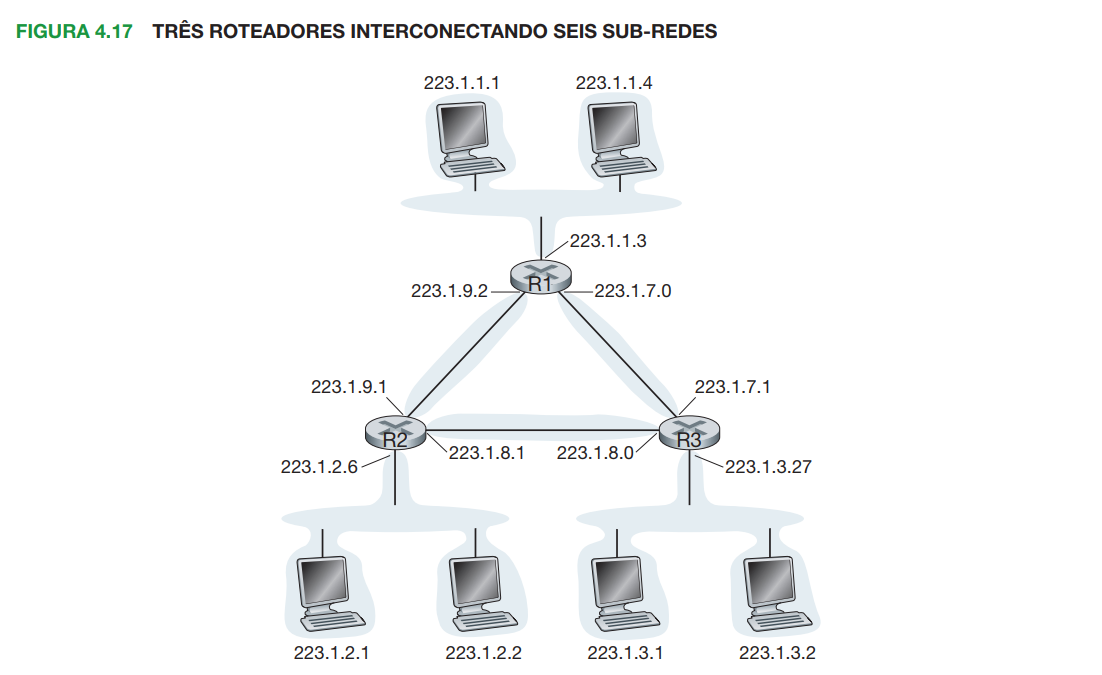 FIGURA 4.17 TRÊS ROTEADORES INTERCONECTANDO SEIS SUB-REDES
223.1.1.1 223.1.1.4
223.1.1.3
R1
223.1.9.2 223.1.7.0
223.1.9.1 223.1.7.1
R2 R3
223.1.8.1 223.1.8.0
223.1.2.6 223.1.3.27
223.1.2.1 223.1.2.2 223.1.3.1 223.1.3.2